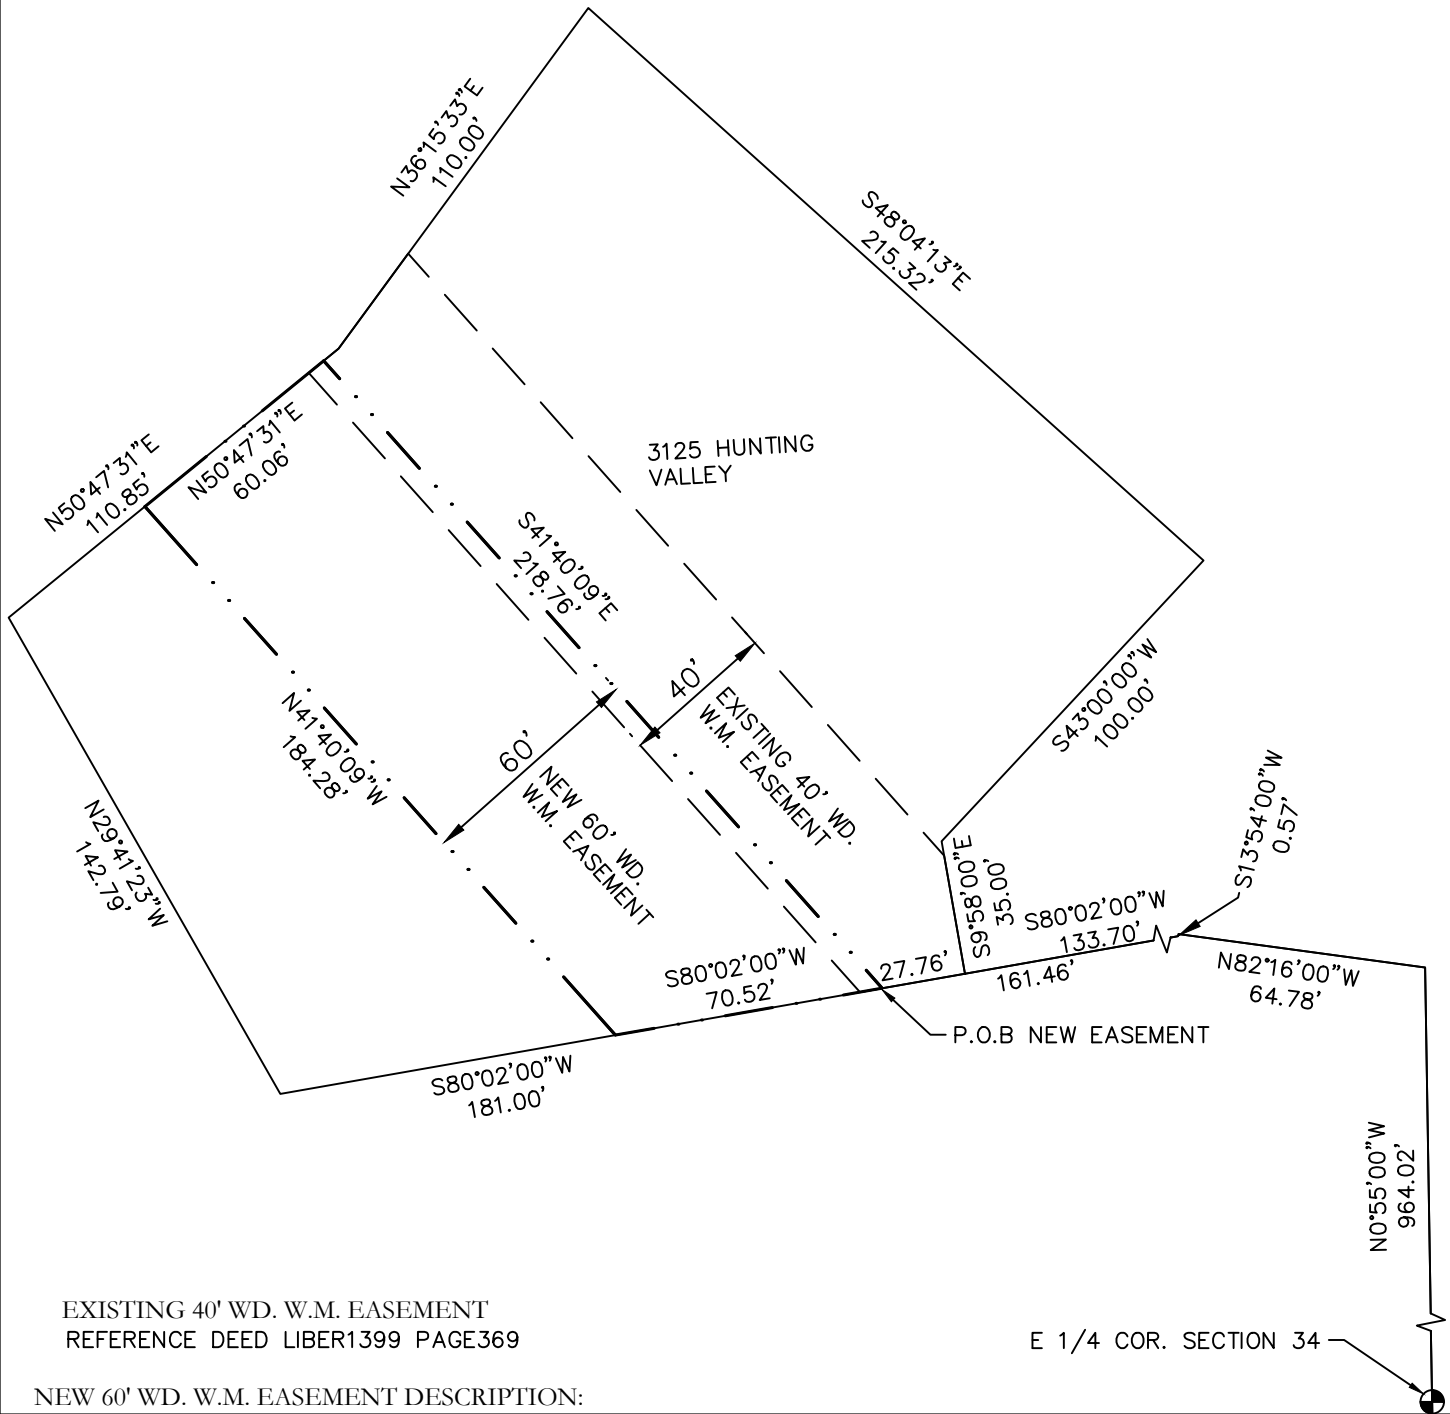 N36°15'33"E
110.00'
S48°04'13"E
215.32'
N50°47'31"E
110.85'
N50°47'31"E
60.06'
3125 HUNTING
VALLEY
S41°40'09"E
218.76'
40'
EXISTING 40' WD.
W.M. EASEMENT
60'
NEW 60' WD.
W.M. EASEMENT
N41°40'09"W
184.28'
N29°41'23"W
142.79'
S43°00'00"W
100.00'
S13°54'00"W
0.57'
S9°58'00"E
35.00'
S80°02'00"W
133.70'
27.76'
161.46'
S80°02'00"W
70.52'
N82°16'00"W
64.78'
P.O.B NEW EASEMENT
S80°02'00"W
181.00'
N0°55'00"W
964.02'
EXISTING 40' WD. W.M. EASEMENT
REFERENCE DEED LIBER1399 PAGE369
E 1/4 COR. SECTION 34
NEW 60' WD. W.M. EASEMENT DESCRIPTION: